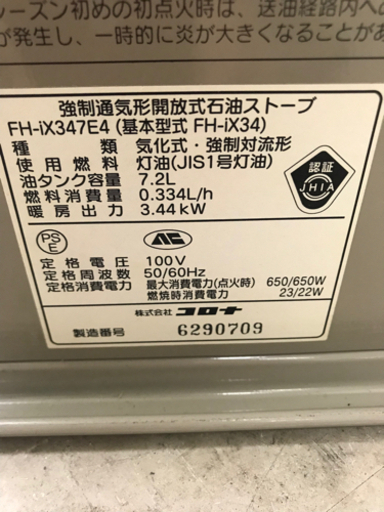 ーズン初めの初点火時は、送油経路内へ
生し、一時的に炎が大きくなることがあ
強制通気形開放式石油ストーブ
FH-iX347E4 (基本型式 FH-iX34)
種類 気化式・強制対流形
使用燃料 灯油(JIS1号灯油)
油タンク容量 7.2L
燃料消費量 0.334L/h
暖房出力 3.44kW
認証
JHIA
PS
E
定格電圧 100V
定格周波数 50/60Hz
定格消費電力 最大消費電力(点火時) 650/650W
燃焼時消費電力 23/22W
株式会社 コロナ
製造番号 6290709